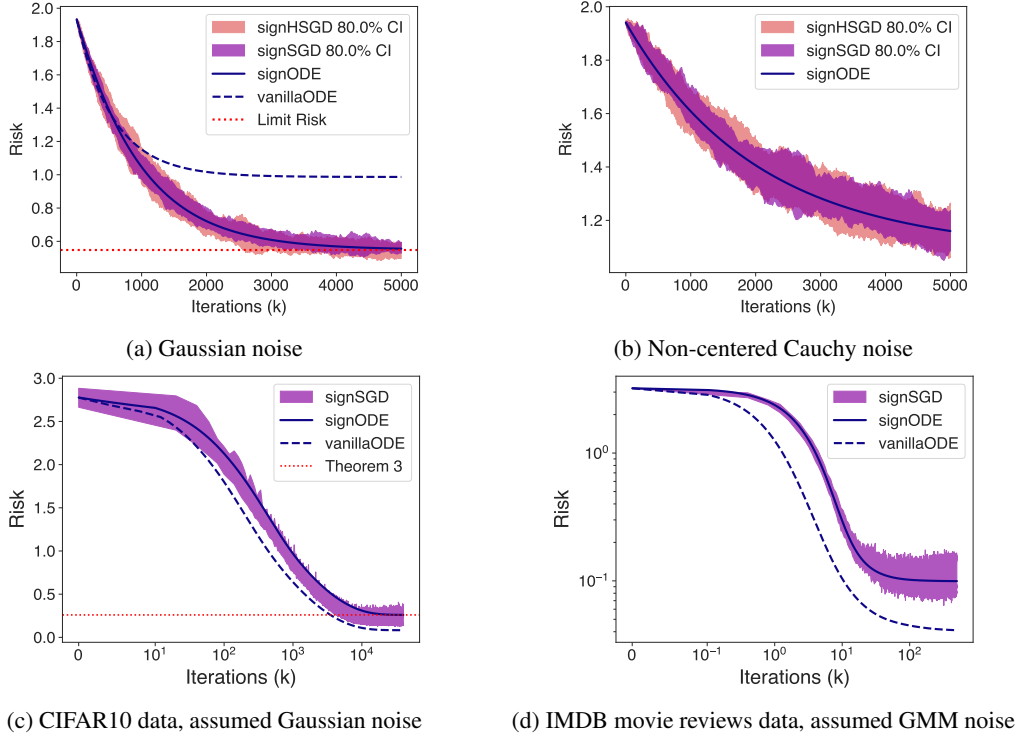 2.0
1.8
1.6
1.4
1.2
1.0
0.8
0.6
Risk
signHSGD 80.0% CI
signSGD 80.0% CI
signODE
vanillaODE
Limit Risk
0 1000 2000 3000 4000 5000
Iterations (k)
(a) Gaussian noise
2.0
1.8
1.6
1.4
1.2
Risk
signHSGD 80.0% CI
signSGD 80.0% CI
signODE
0 1000 2000 3000 4000 5000
Iterations (k)
(b) Non-centered Cauchy noise
3.0
2.5
2.0
1.5
1.0
0.5
0.0
Risk
signSGD
signODE
vanillaODE
Theorem 3
0 10¹ 10² 10³ 10⁴
Iterations (k)
(c) CIFAR10 data, assumed Gaussian noise
10⁰
10⁻¹
Risk
signSGD
signODE
vanillaODE
0 10⁻¹ 10⁰ 10¹ 10²
Iterations (k)
(d) IMDB movie reviews data, assumed GMM noise